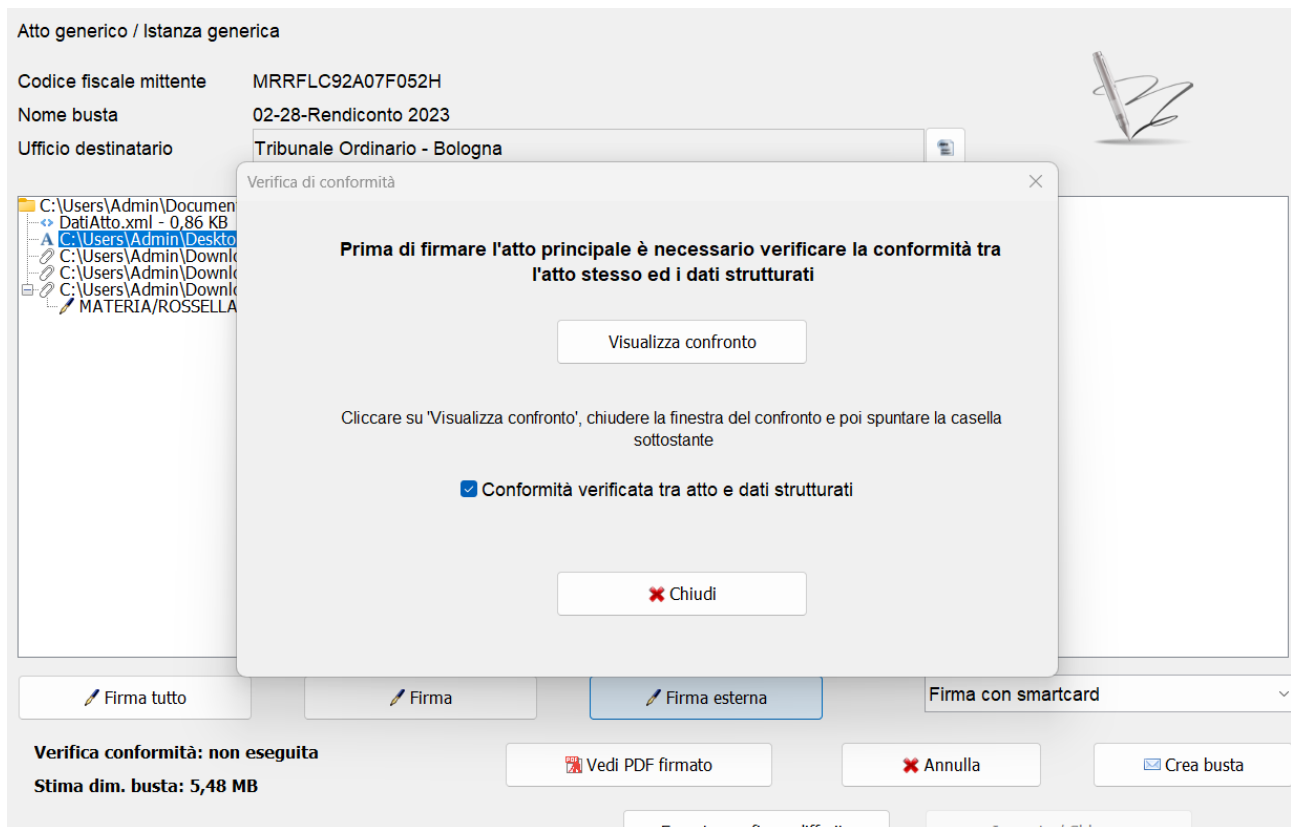 Atto generico / Istanza generica
Codice fiscale mittente MRRFLC92A07F052H
Nome busta 02-28-Rendiconto 2023
Ufficio destinatario Tribunale Ordinario - Bologna
Verifica di conformità
C:\Users\Admin\Documen
DatiAtto.xml - 0,86 KB
C:\Users\Admin\Deskto
C:\Users\Admin\Downlo
C:\Users\Admin\Downlo
C:\Users\Admin\Downlo
MATERIA/ROSSELLA
Prima di firmare l'atto principale è necessario verificare la conformità tra
l'atto stesso ed i dati strutturati
Visualizza confronto
Cliccare su 'Visualizza confronto', chiudere la finestra del confronto e poi spuntare la casella
sottostante
Conformità verificata tra atto e dati strutturati
Chiudi
Firma tutto
Firma
Firma esterna
Firma con smartcard
Verifica conformità: non eseguita
Stima dim. busta: 5,48 MB
Vedi PDF firmato
Annulla
Crea busta